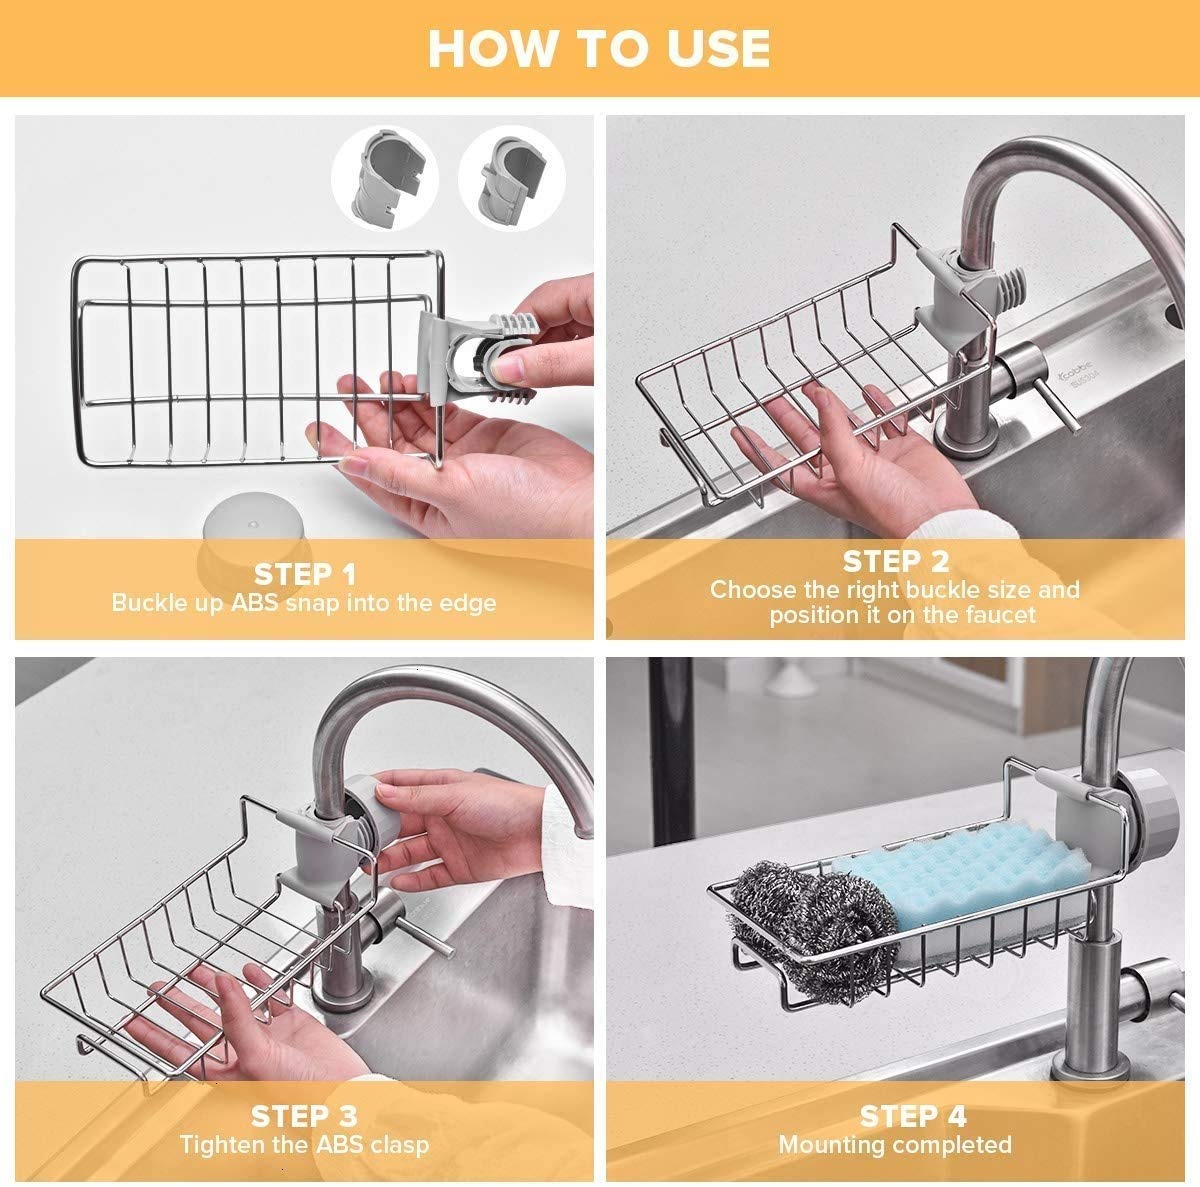 HOW TO USE
STEP 1
Buckle up ABS snap into the edge
STEP 2
Choose the right buckle size and
position it on the faucet
STEP 3
Tighten the ABS clasp
STEP 4
Mounting completed